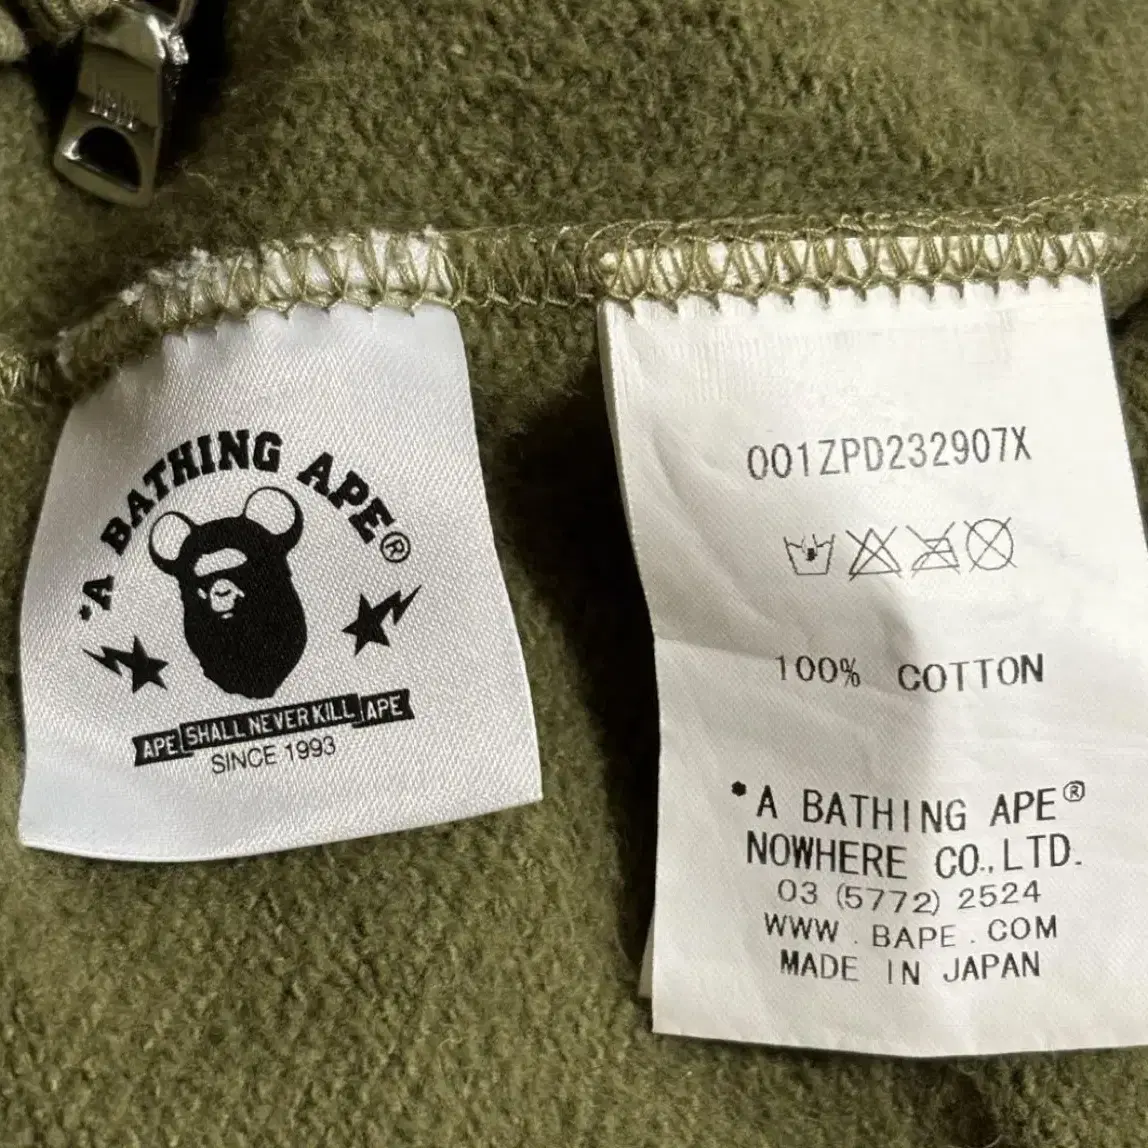 *A BATHING APE®
APE SHALL NEVER KILL APE
SINCE 1993
001ZPD232907X
100% COTTON
*A BATHING APE®
NOWHERE CO.,LTD.
03 (5772) 2524
WWW.BAPE.COM
MADE IN JAPAN